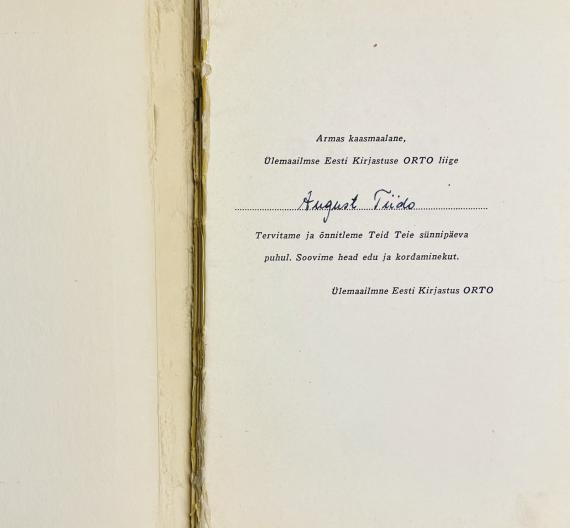 Armas kaasmaalane,
Ülemaailmse Eesti Kirjastuse ORTO liige
August Tiido
Tervitame ja õnnitleme Teid Teie sünnipäeva
puhul. Soovime head edu ja kordaminekut.
Ülemaailmne Eesti Kirjastus ORTO